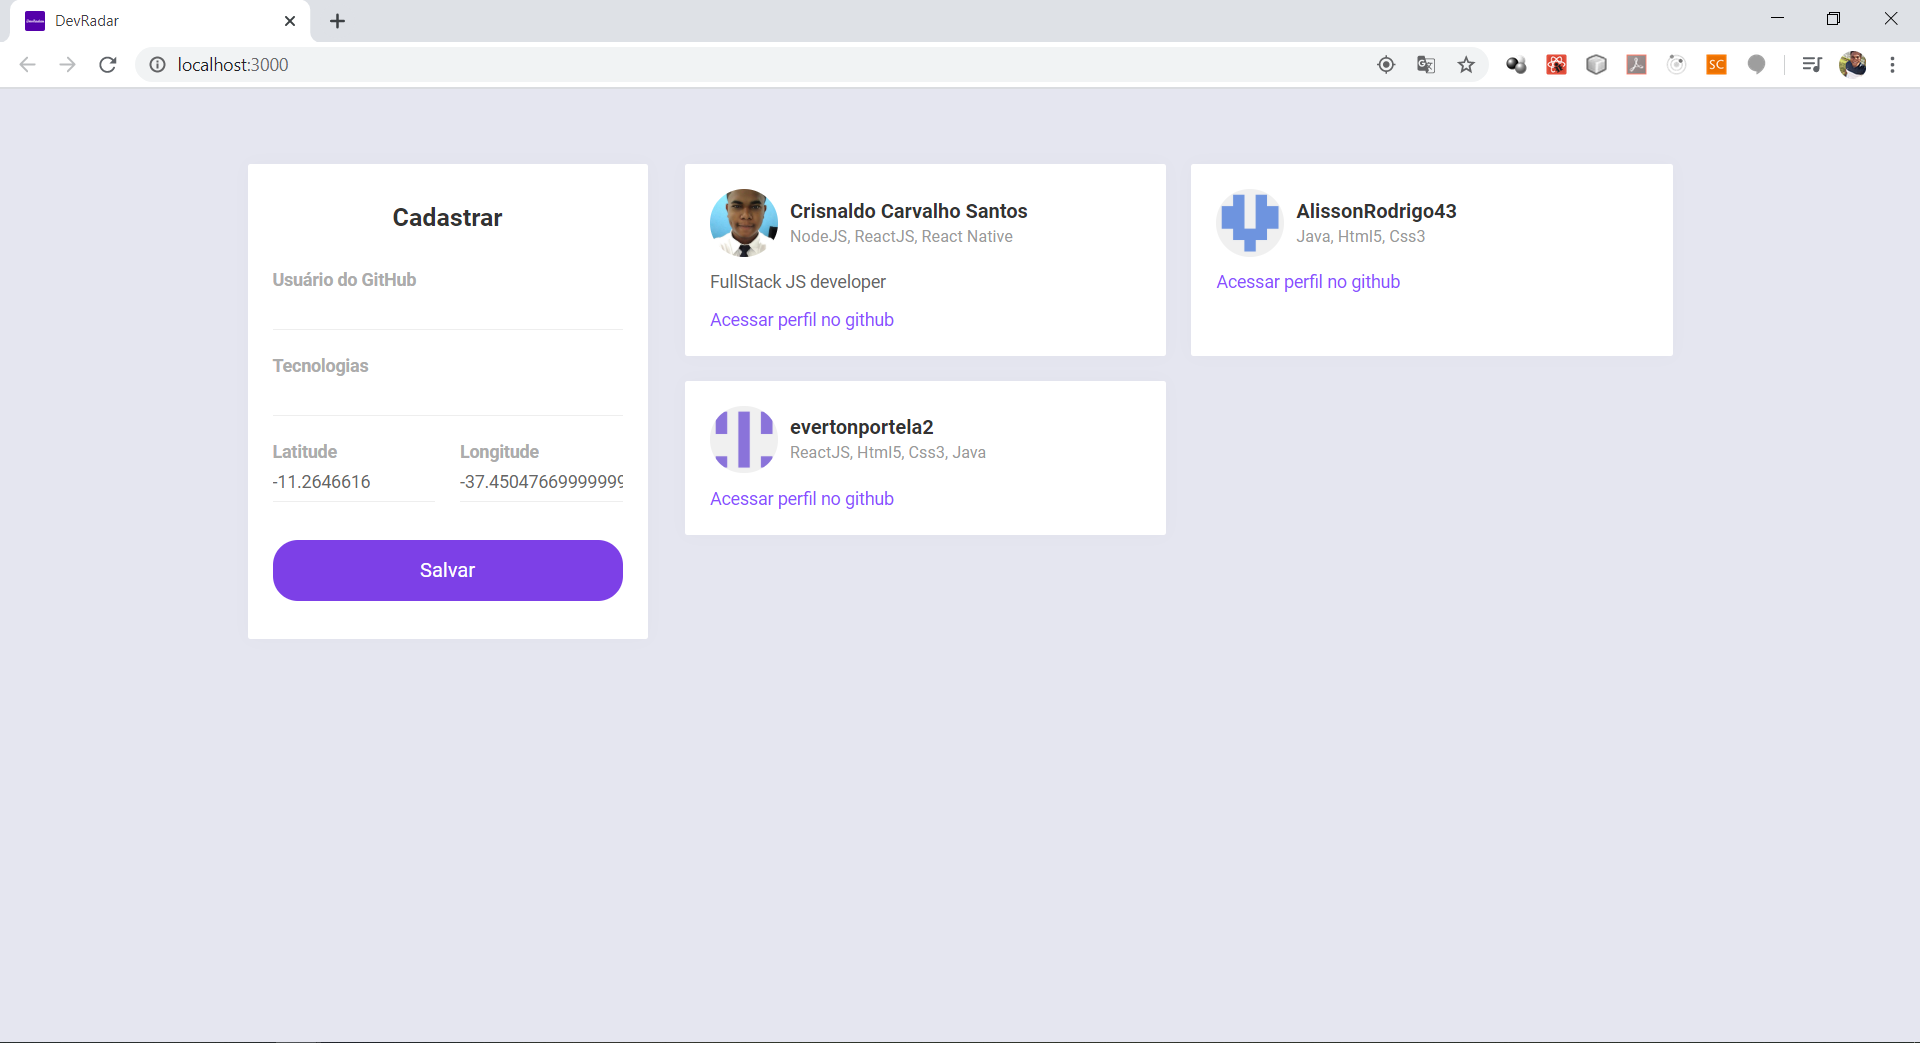 DevRadar
localhost:3000
SC
Cadastrar
Usuário do GitHub
Tecnologias
Latitude
Longitude
-11.2646616
-37.45047669999999
Salvar
Crisnaldo Carvalho Santos
NodeJS, ReactJS, React Native
FullStack JS developer
Acessar perfil no github
AlissonRodrigo43
Java, Html5, Css3
Acessar perfil no github
evertonportela2
ReactJS, Html5, Css3, Java
Acessar perfil no github